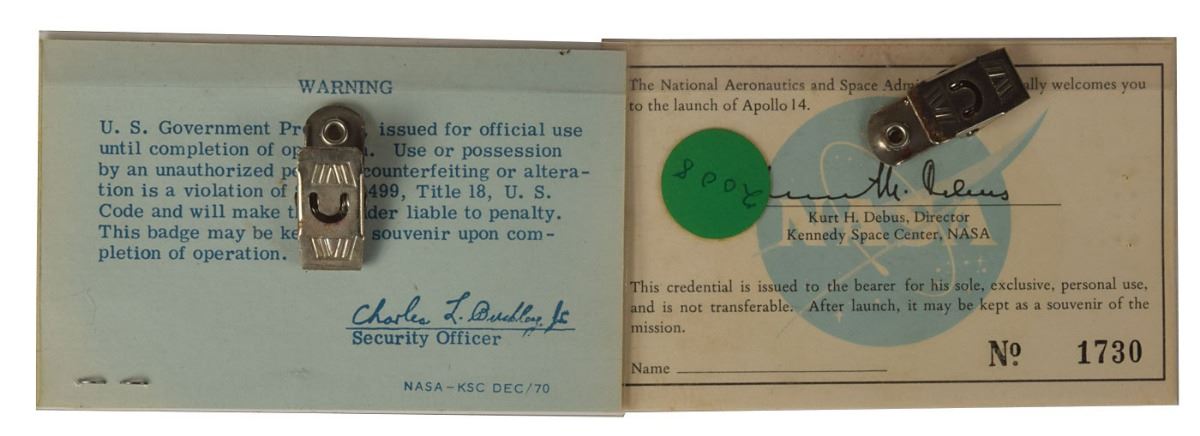 WARNING
U. S. Government Pr issued for official use
until completion of op . Use or possession
by an unauthorized pe counterfeiting or altera-
tion is a violation of 499, Title 18, U. S.
Code and will make t der liable to penalty.
This badge may be ke souvenir upon com-
pletion of operation.
Charles L. Buckley, Jr
Security Officer
NASA-KSC DEC/70
The National Aeronautics and Space Admi ally welcomes you
to the launch of Apollo 14.
2008
M. Debus
NASA
Kurt H. Debus, Director
Kennedy Space Center, NASA
This credential is issued to the bearer for his sole, exclusive, personal use,
and is not transferable. After launch, it may be kept as a souvenir of the
mission.
Name
No 1730